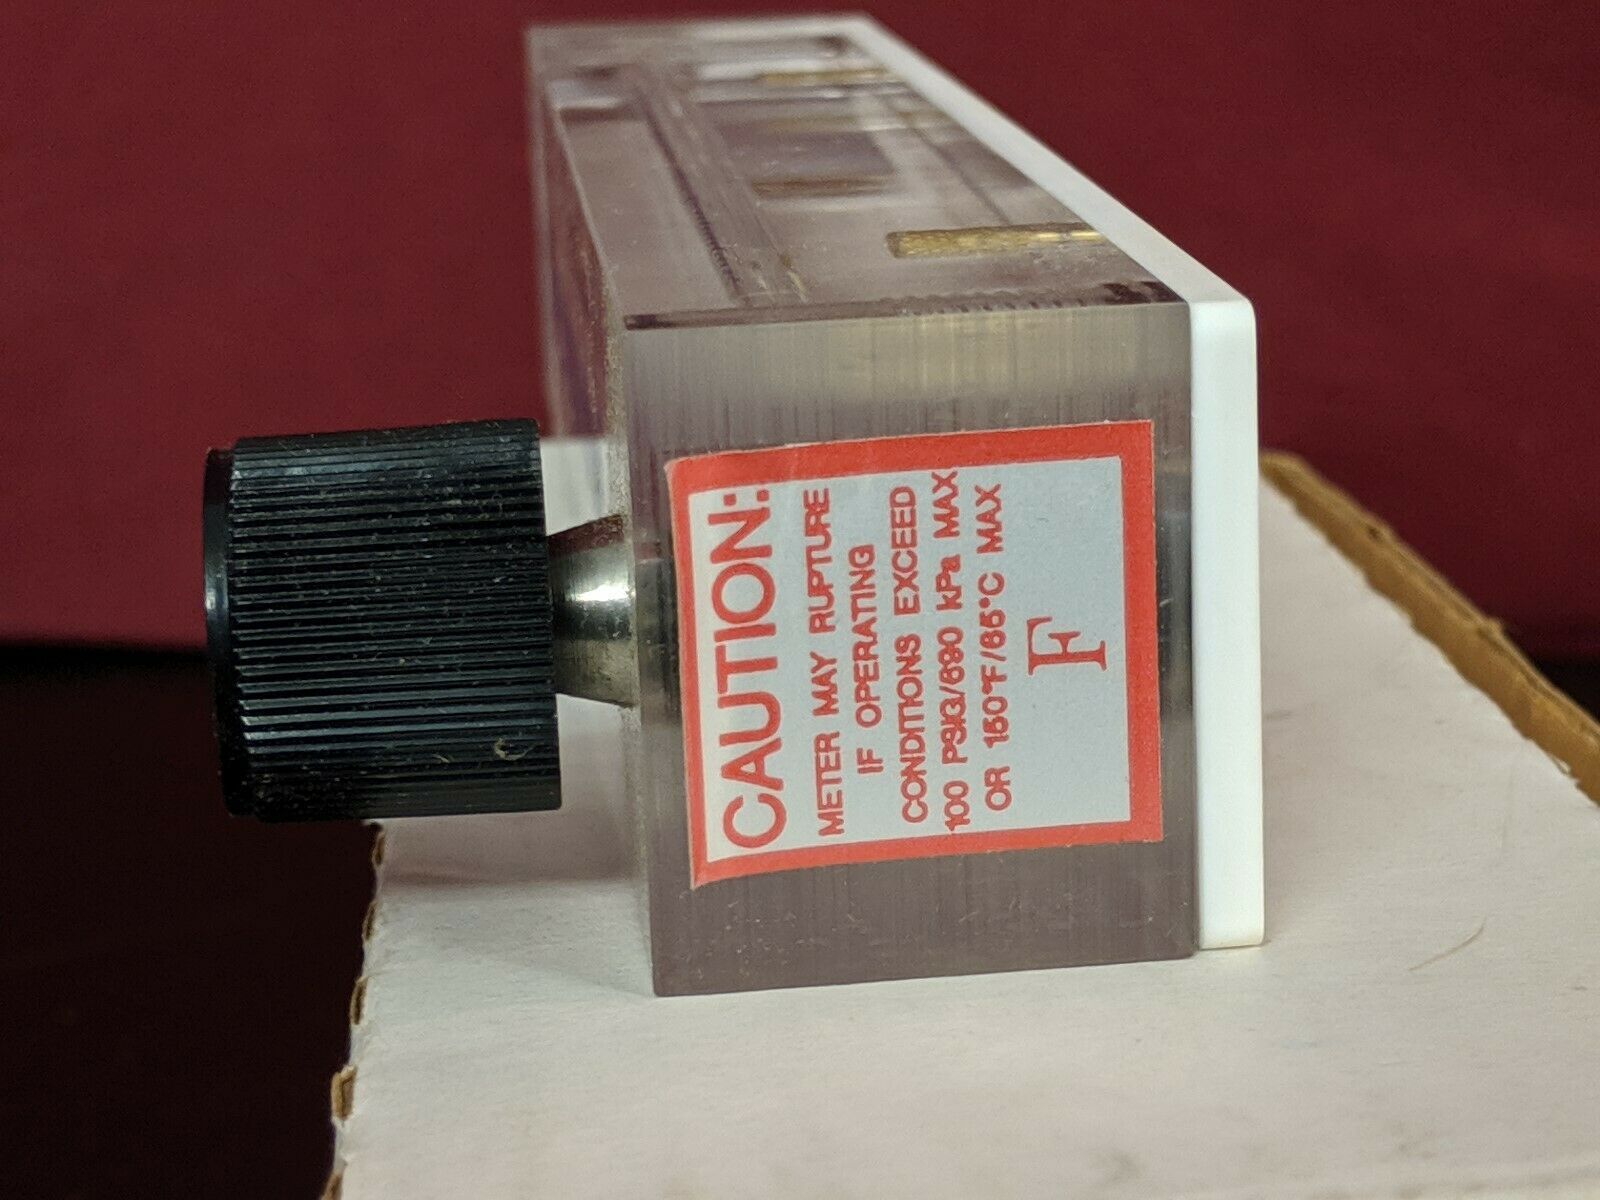 CAUTION:
METER MAY RUPTURE
IF OPERATING
CONDITIONS EXCEED
100 PSIG/690 kPa MAX
OR 150°F/65°C MAX
F